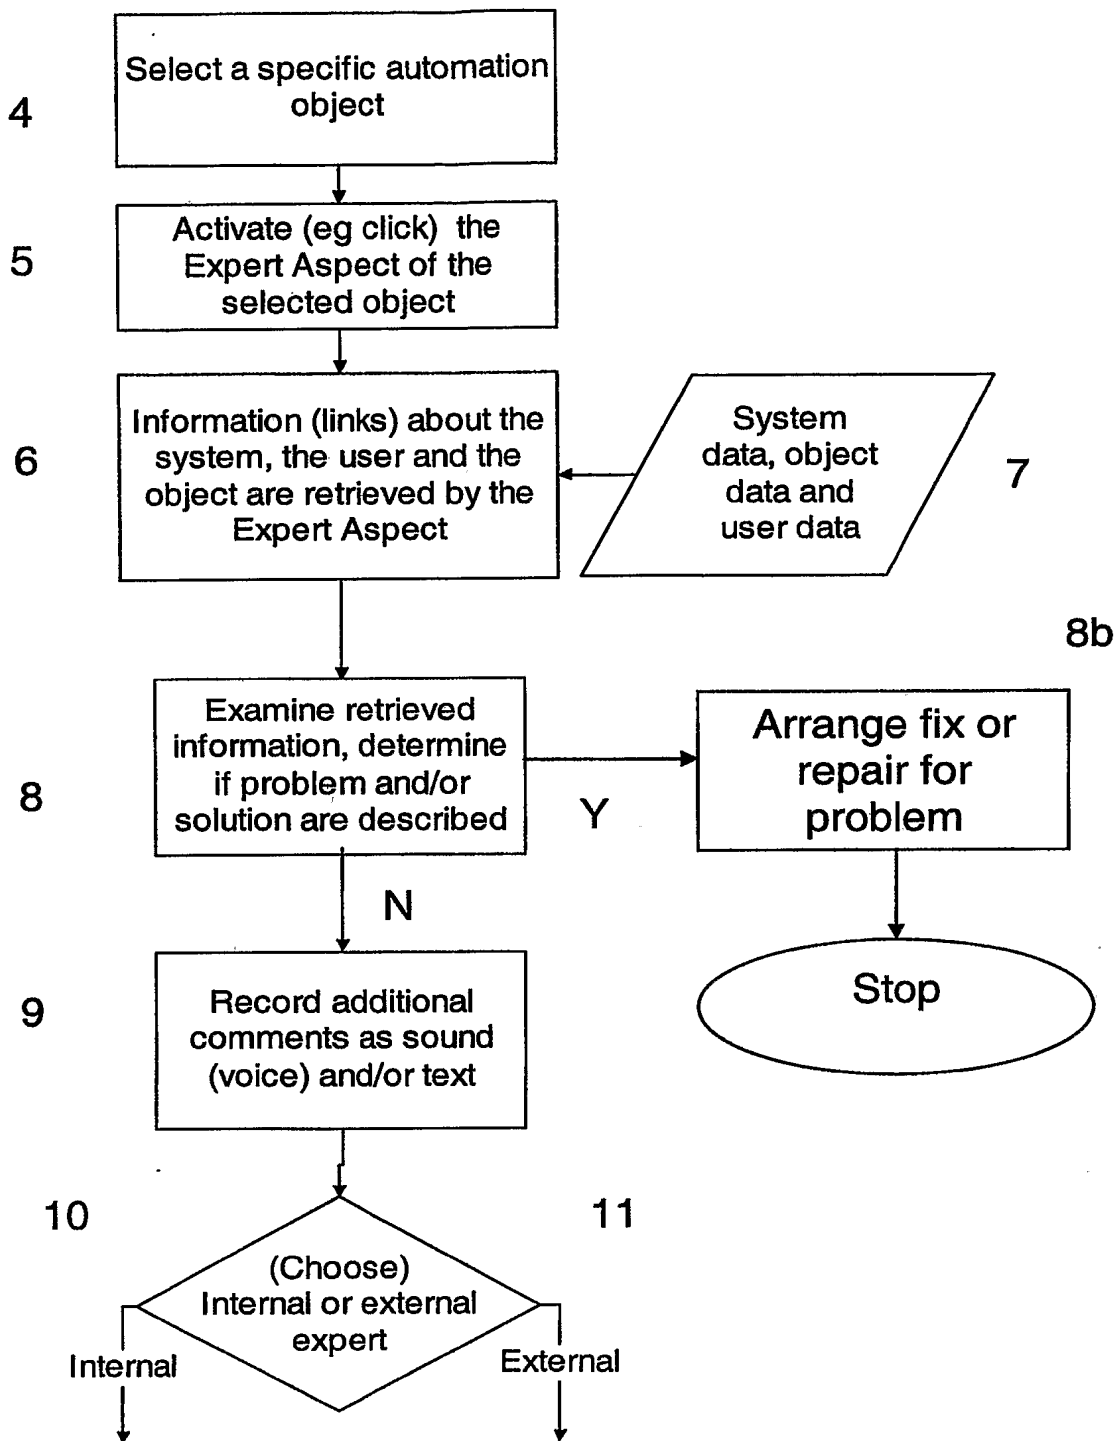 4
Select a specific automation
object
5
Activate (eg click) the
Expert Aspect of the
selected object
6
Information (links) about the
system, the user and the
object are retrieved by the
Expert Aspect
System
data, object
data and
user data
7
8
Examine retrieved
information, determine
if problem and/or
solution are described
Y
8b
Arrange fix or
repair for
problem
N
Stop
9
Record additional
comments as sound
(voice) and/or text
10
11
(Choose)
Internal or external
expert
Internal
External